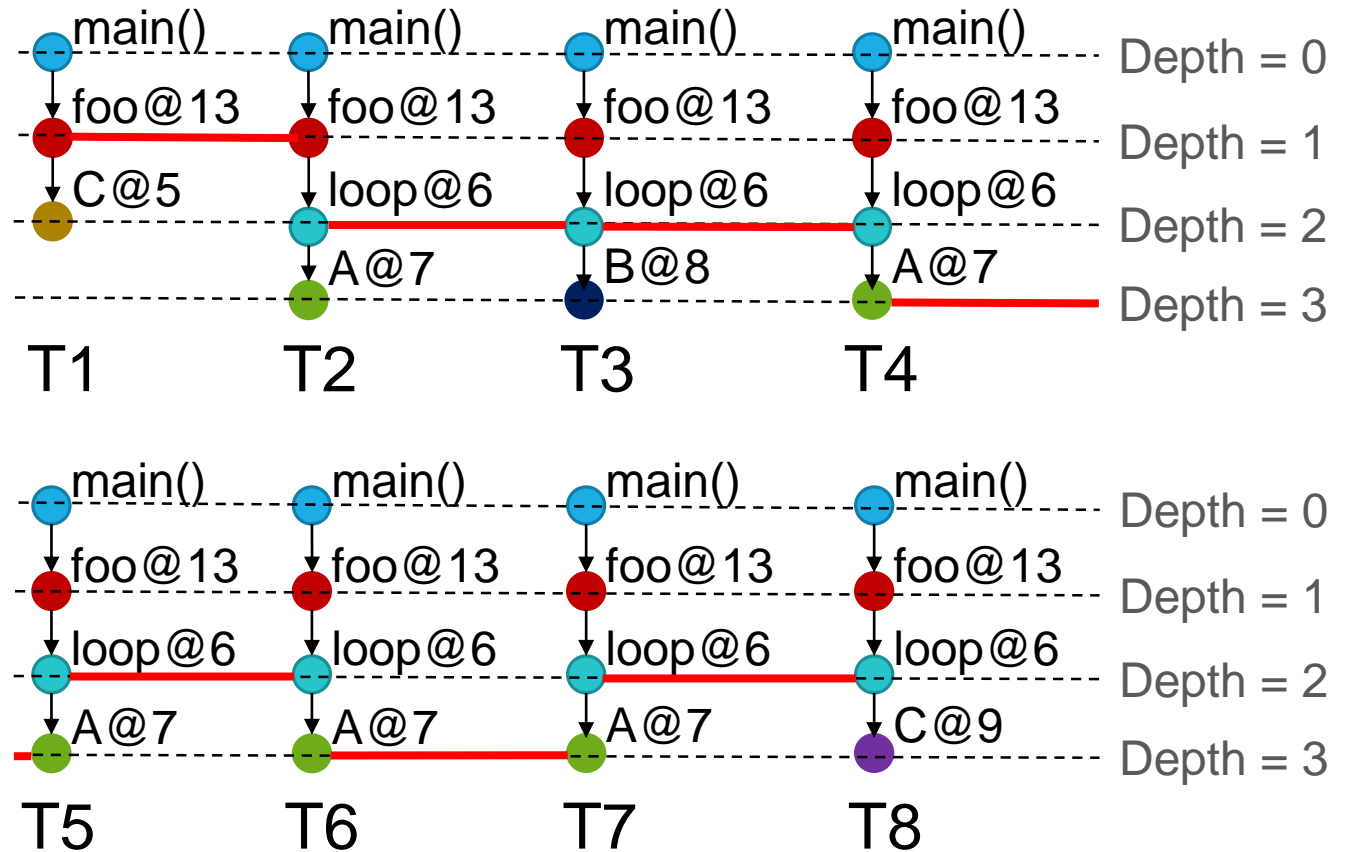 main() main() main() main() Depth = 0
foo@13 foo@13 foo@13 foo@13 Depth = 1
C@5 loop@6 loop@6 loop@6 Depth = 2
A@7 B@8 A@7 Depth = 3
T1 T2 T3 T4
main() main() main() main() Depth = 0
foo@13 foo@13 foo@13 foo@13 Depth = 1
loop@6 loop@6 loop@6 loop@6 Depth = 2
A@7 A@7 A@7 C@9 Depth = 3
T5 T6 T7 T8